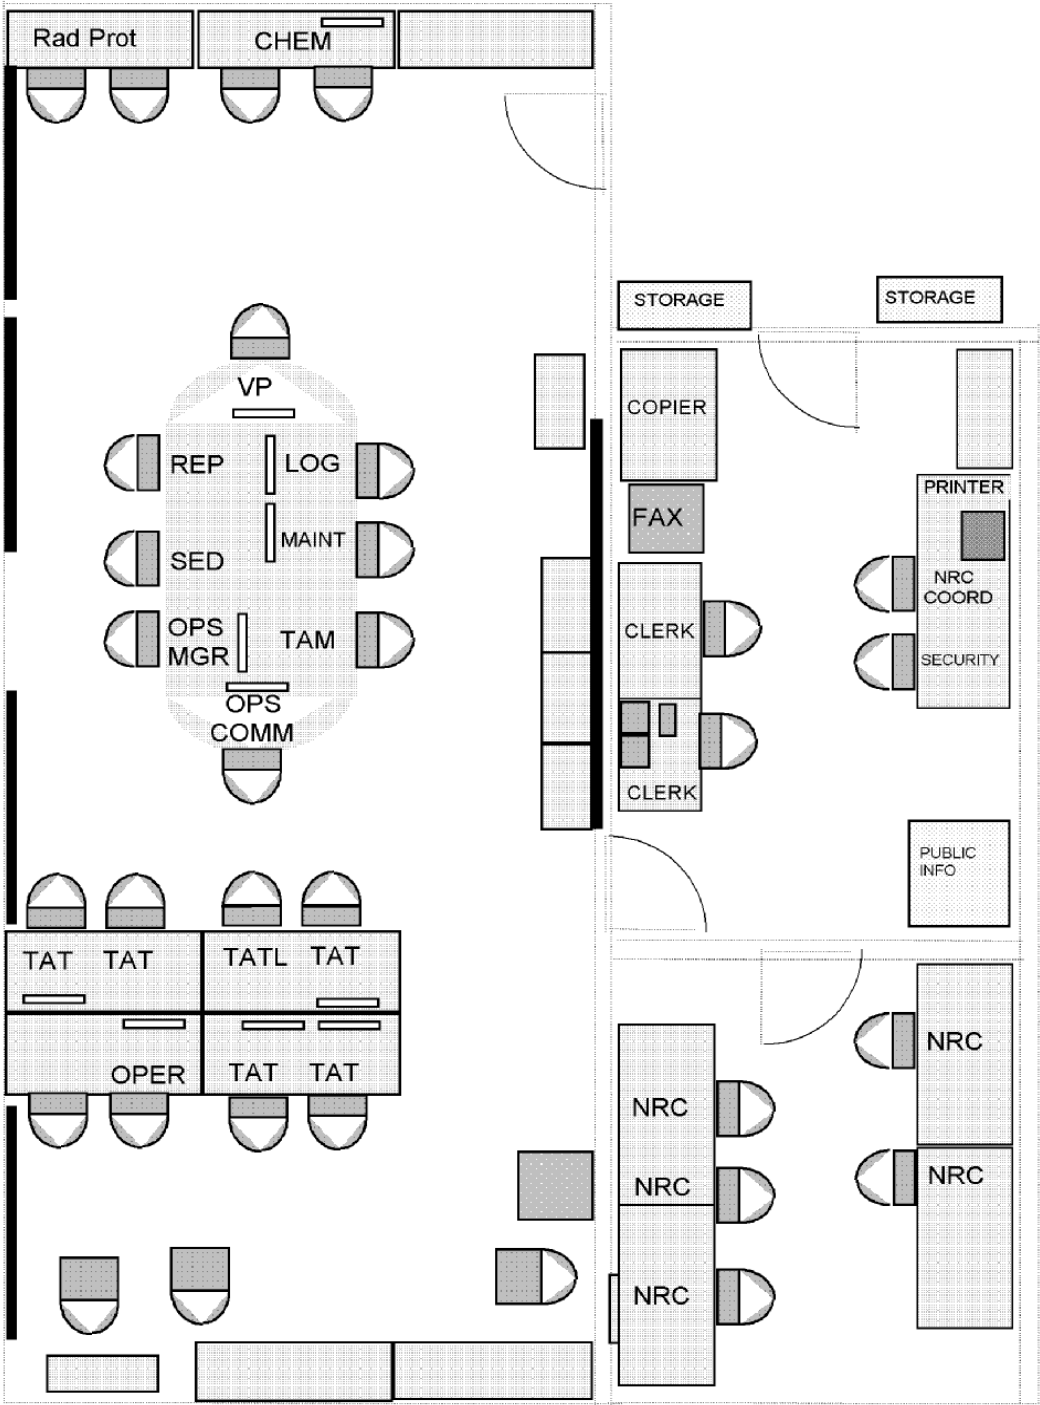 Rad Prot
CHEM
STORAGE
STORAGE
VP
REP
LOG
SED
MAINT
OPS
MGR
TAM
OPS
COMM
COPIER
FAX
CLERK
CLERK
PRINTER
NRC
COORD
SECURITY
PUBLIC
INFO
TAT
TAT
TATL
TAT
OPER
TAT
TAT
NRC
NRC
NRC
NRC
NRC